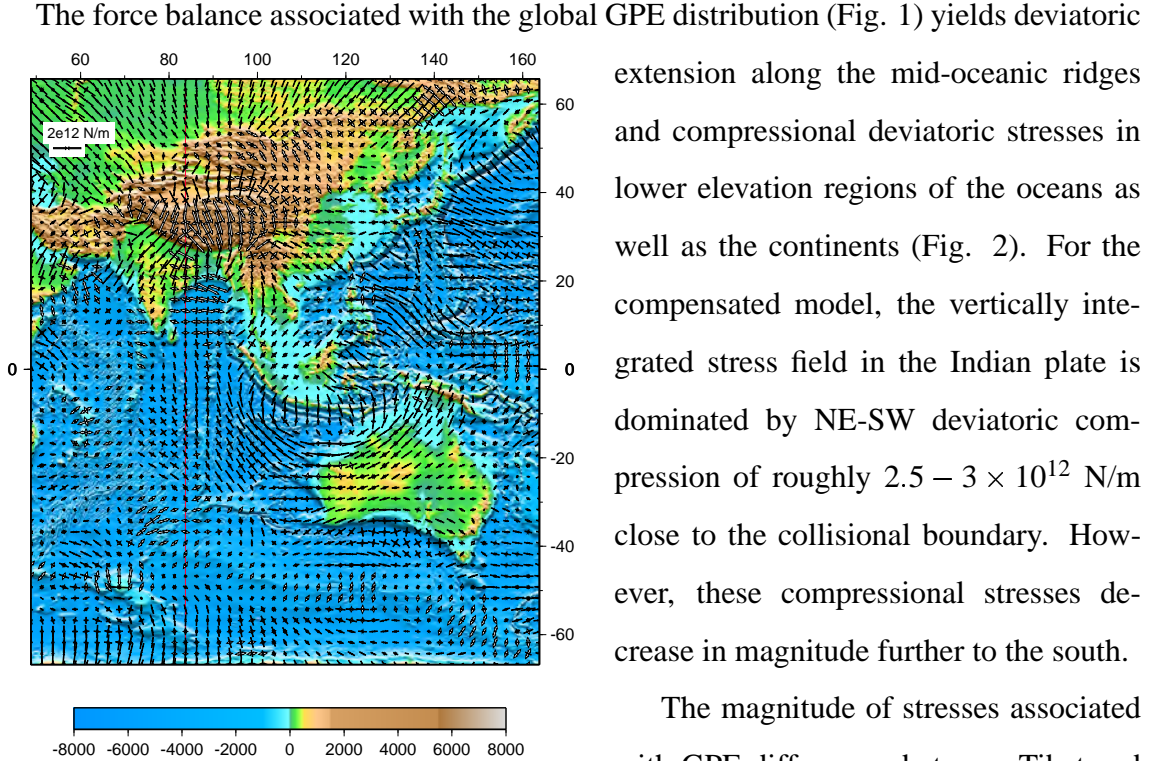 The force balance associated with the global GPE distribution (Fig. 1) yields deviatoric
60 80 100 120 140 160
60
40
20
0 0
-20
-40
-60
2e12 N/m
-8000 -6000 -4000 -2000 0 2000 4000 6000 8000
extension along the mid-oceanic ridges
and compressional deviatoric stresses in
lower elevation regions of the oceans as
well as the continents (Fig. 2). For the
compensated model, the vertically inte-
grated stress field in the Indian plate is
dominated by NE-SW deviatoric com-
pression of roughly 2.5 − 3 × 10¹² N/m
close to the collisional boundary. How-
ever, these compressional stresses de-
crease in magnitude further to the south.
The magnitude of stresses associated